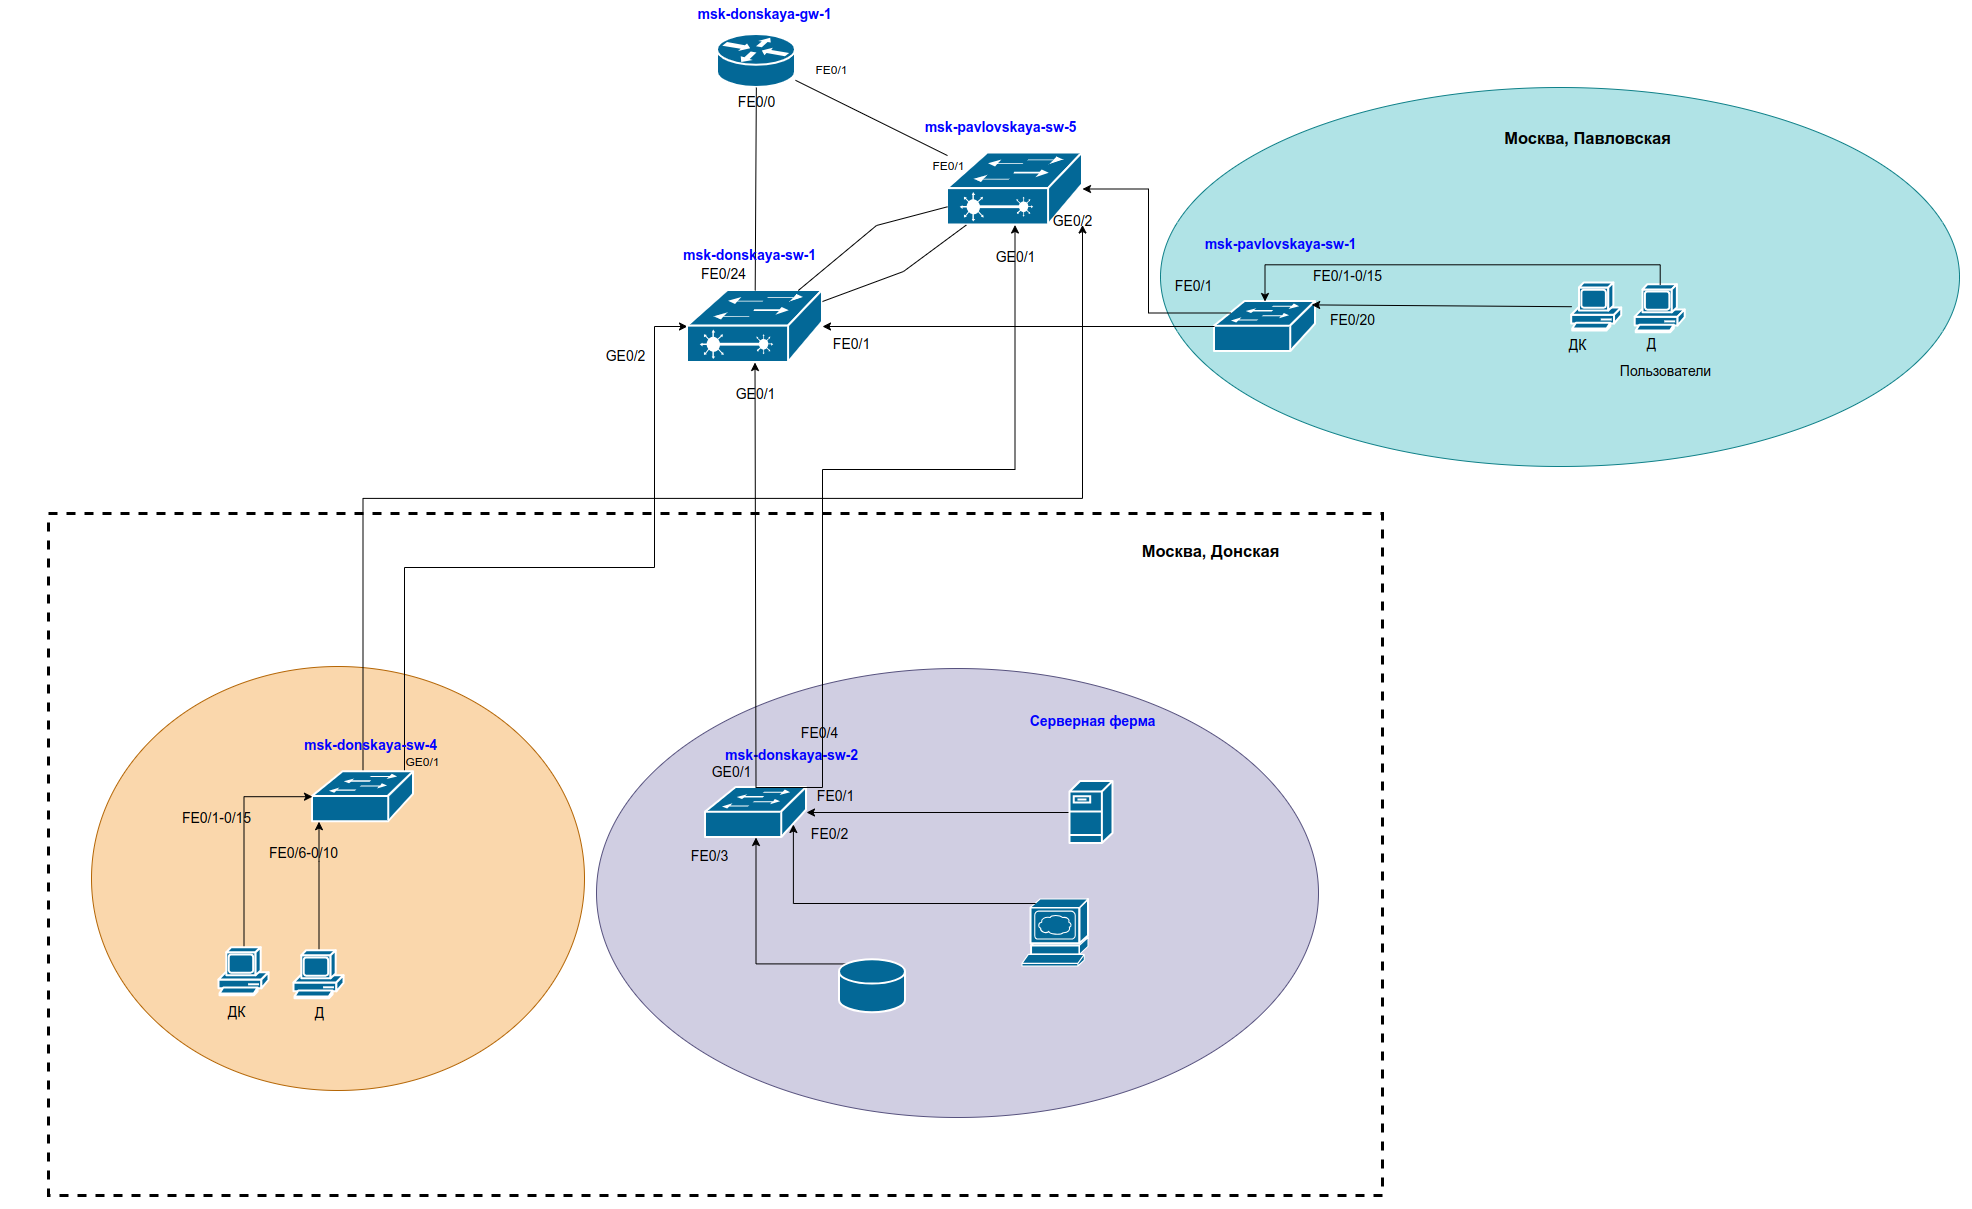 msk-donskaya-gw-1
FE0/1
FE0/0
msk-pavlovskaya-sw-5
FE0/1
GE0/2
GE0/1
msk-donskaya-sw-1
FE0/24
GE0/2
FE0/1
GE0/1
Москва, Павловская
msk-pavlovskaya-sw-1
FE0/1
FE0/1-0/15
FE0/20
ДК
Д
Пользователи
Москва, Донская
msk-donskaya-sw-4
GE0/1
FE0/1-0/15
FE0/6-0/10
ДК
Д
Серверная ферма
FE0/4
msk-donskaya-sw-2
GE0/1
FE0/1
FE0/2
FE0/3